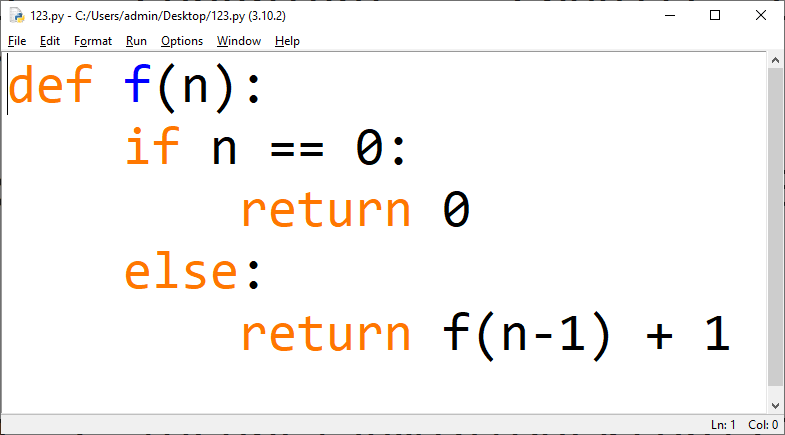 123.py - C:/Users/admin/Desktop/123.py (3.10.2)
File Edit Format Run Options Window Help
def f(n):
    if n == 0:
        return 0
    else:
        return f(n-1) + 1
Ln: 1 Col: 0